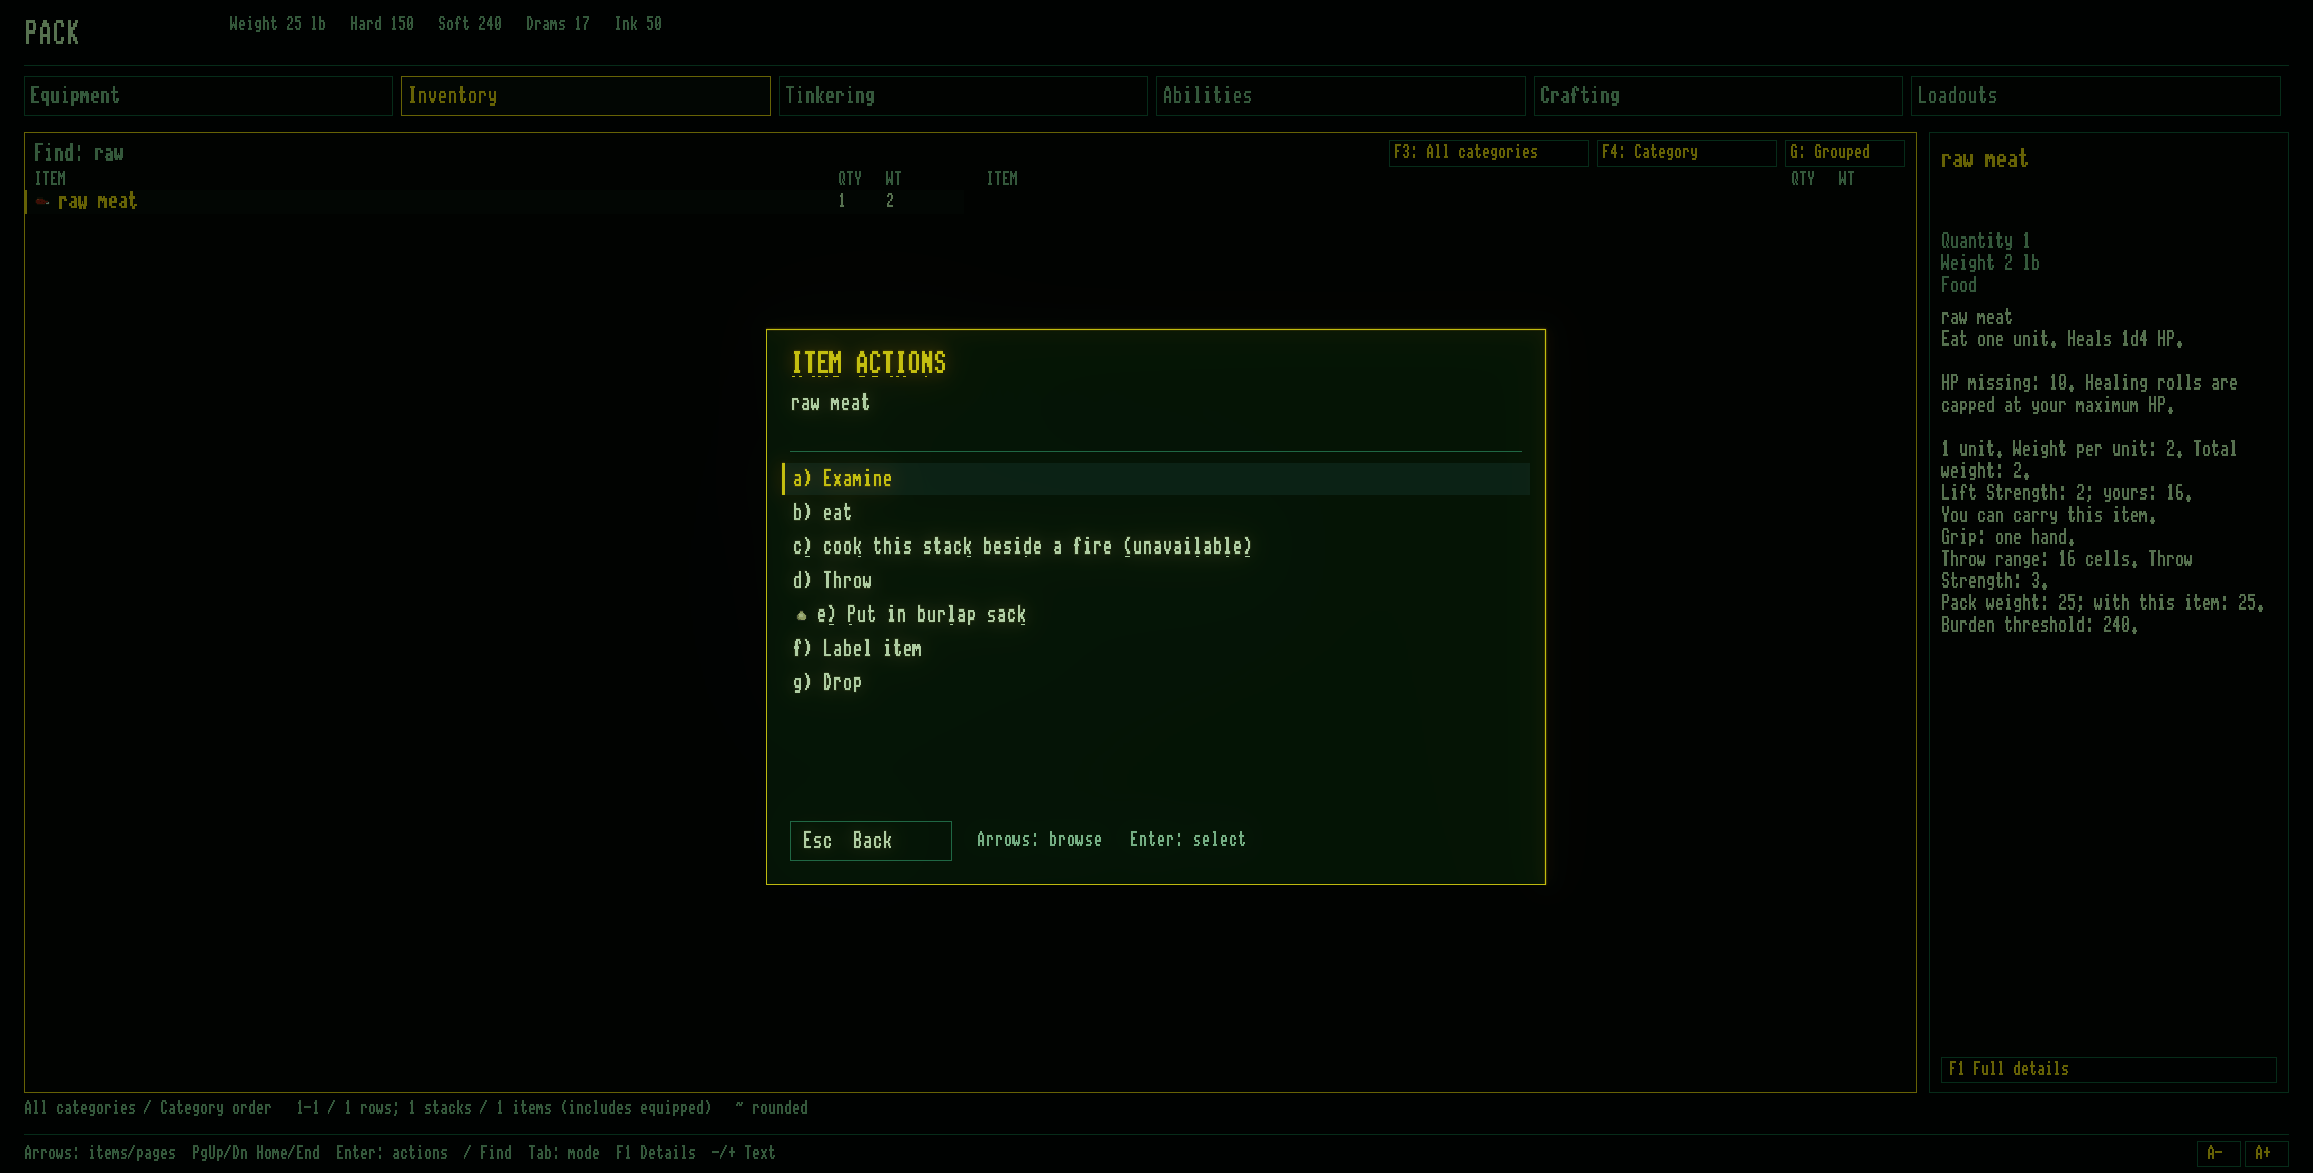 PACK
Weight 25 lb   Hard 150   Soft 240   Drams 17   Ink 50
Equipment
Inventory
Tinkering
Abilities
Crafting
Loadouts
Find: raw
F3: All categories
F4: Category
G: Grouped
ITEM   QTY   WT   ITEM   QTY   WT
raw meat   1   2
ITEM ACTIONS
raw meat
a) Examine
b) eat
c) cook this stack beside a fire (unavailable)
d) Throw
e) Put in burlap sack
f) Label item
g) Drop
Esc  Back
Arrows: browse   Enter: select
raw meat
Quantity 1
Weight 2 lb
Food
raw meat
Eat one unit. Heals 1d4 HP.
HP missing: 10. Healing rolls are
capped at your maximum HP.
1 unit. Weight per unit: 2. Total
weight: 2.
Lift Strength: 2; yours: 16.
You can carry this item.
Grip: one hand.
Throw range: 16 cells. Throw
Strength: 3.
Pack weight: 25; with this item: 25.
Burden threshold: 240.
F1 Full details
All categories / Category order   1-1 / 1 rows; 1 stacks / 1 items (includes equipped)   ~ rounded
Arrows: items/pages  PgUp/Dn Home/End  Enter: actions  / Find  Tab: mode  F1 Details  -/+ Text
A-
A+